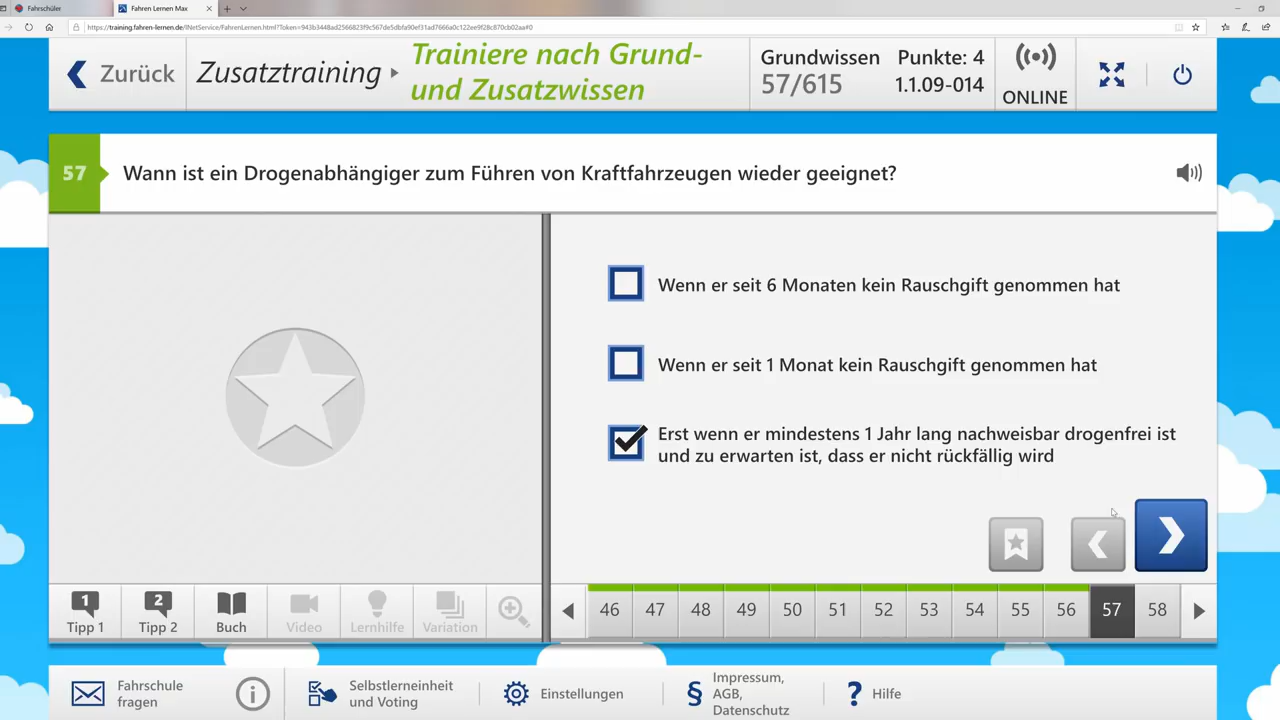 Fahrschüler
Fahren Lernen Max
Zurück
Zusatztraining
Trainiere nach Grund-
und Zusatzwissen
Grundwissen
57/615
Punkte: 4
1.1.09-014
ONLINE
57
Wann ist ein Drogenabhängiger zum Führen von Kraftfahrzeugen wieder geeignet?
Wenn er seit 6 Monaten kein Rauschgift genommen hat
Wenn er seit 1 Monat kein Rauschgift genommen hat
Erst wenn er mindestens 1 Jahr lang nachweisbar drogenfrei ist
und zu erwarten ist, dass er nicht rückfällig wird
1
Tipp 1
2
Tipp 2
Buch
Video
Lernhilfe
Variation
46 47 48 49 50 51 52 53 54 55 56 57 58
Fahrschule
fragen
Selbstlerneinheit
und Voting
Einstellungen
§
Impressum,
AGB,
Datenschutz
?
Hilfe